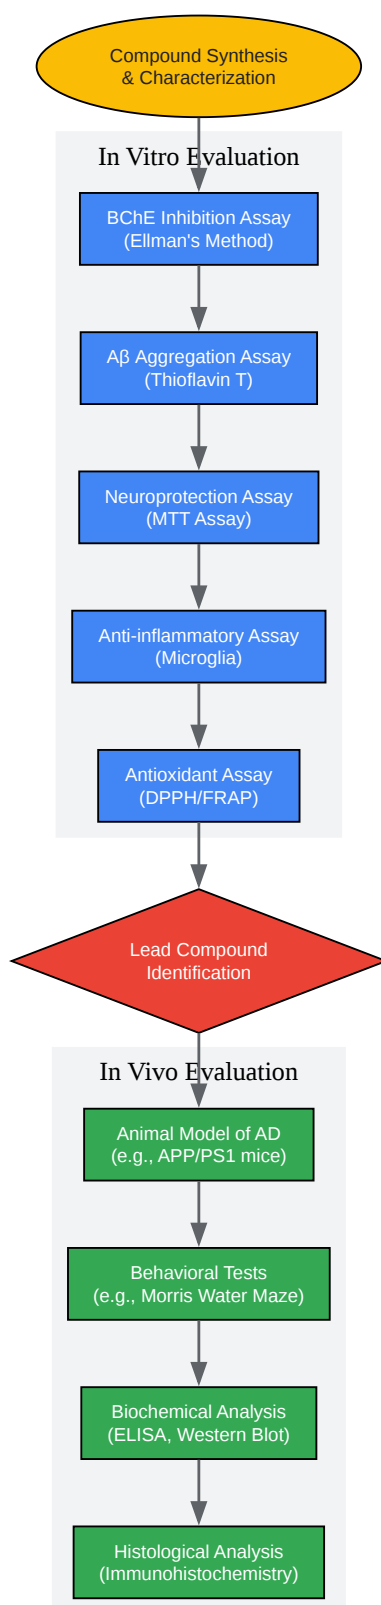 Compound Synthesis
& Characterization
In Vitro Evaluation
BChE Inhibition Assay
(Ellman's Method)
Aβ Aggregation Assay
(Thioflavin T)
Neuroprotection Assay
(MTT Assay)
Anti-inflammatory Assay
(Microglia)
Antioxidant Assay
(DPPH/FRAP)
Lead Compound
Identification
In Vivo Evaluation
Animal Model of AD
(e.g., APP/PS1 mice)
Behavioral Tests
(e.g., Morris Water Maze)
Biochemical Analysis
(ELISA, Western Blot)
Histological Analysis
(Immunohistochemistry)